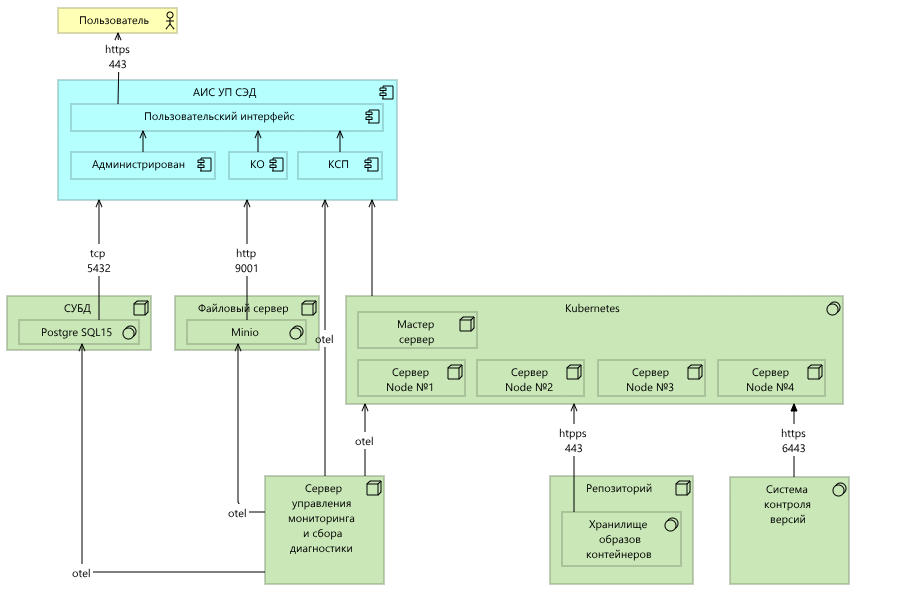 Пользователь
https
443
АИС УП СЭД
Пользовательский интерфейс
Администрирован
КО
КСП
tcp
5432
http
9001
otel
СУБД
Postgre SQL15
Файловый сервер
Minio
Kubernetes
Мастер
сервер
Сервер
Node №1
Сервер
Node №2
Сервер
Node №3
Сервер
Node №4
otel
htpps
443
https
6443
otel
otel
Сервер
управления
мониторинга
и сбора
диагностики
Репозиторий
Хранилище
образов
контейнеров
Система
контроля
версий